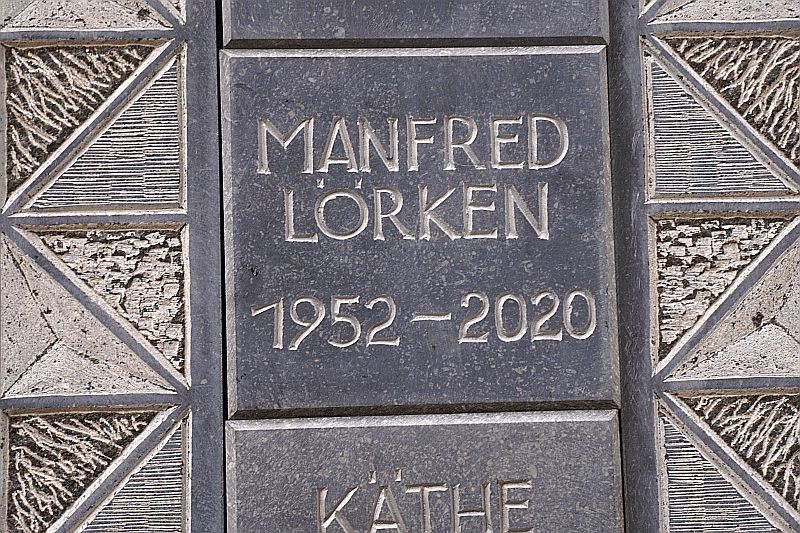 MANFRED
LÖRKEN
1952-2020
KÄTHE